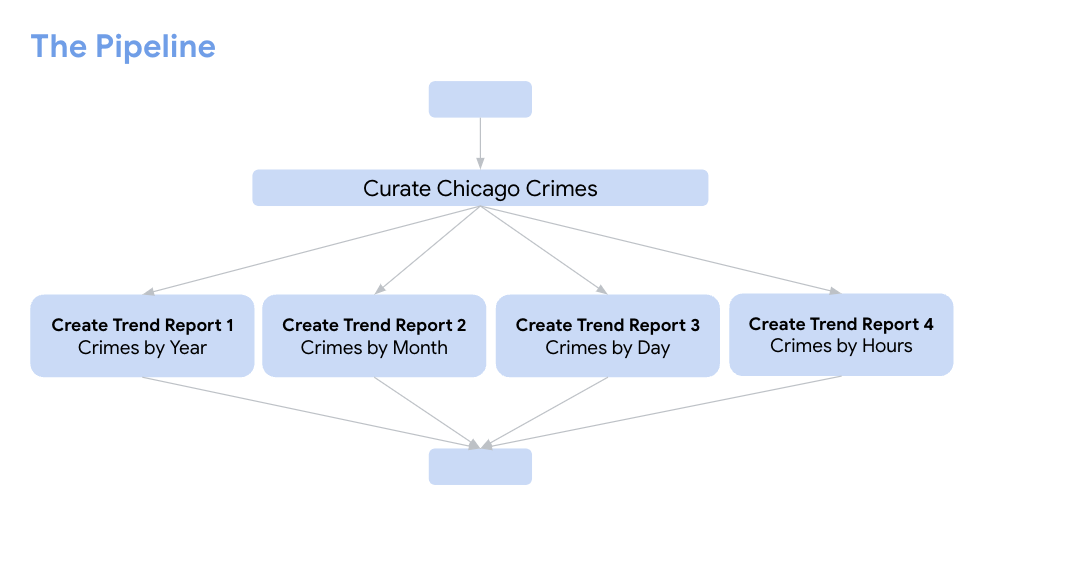 The Pipeline
Curate Chicago Crimes
Create Trend Report 1
Crimes by Year
Create Trend Report 2
Crimes by Month
Create Trend Report 3
Crimes by Day
Create Trend Report 4
Crimes by Hours